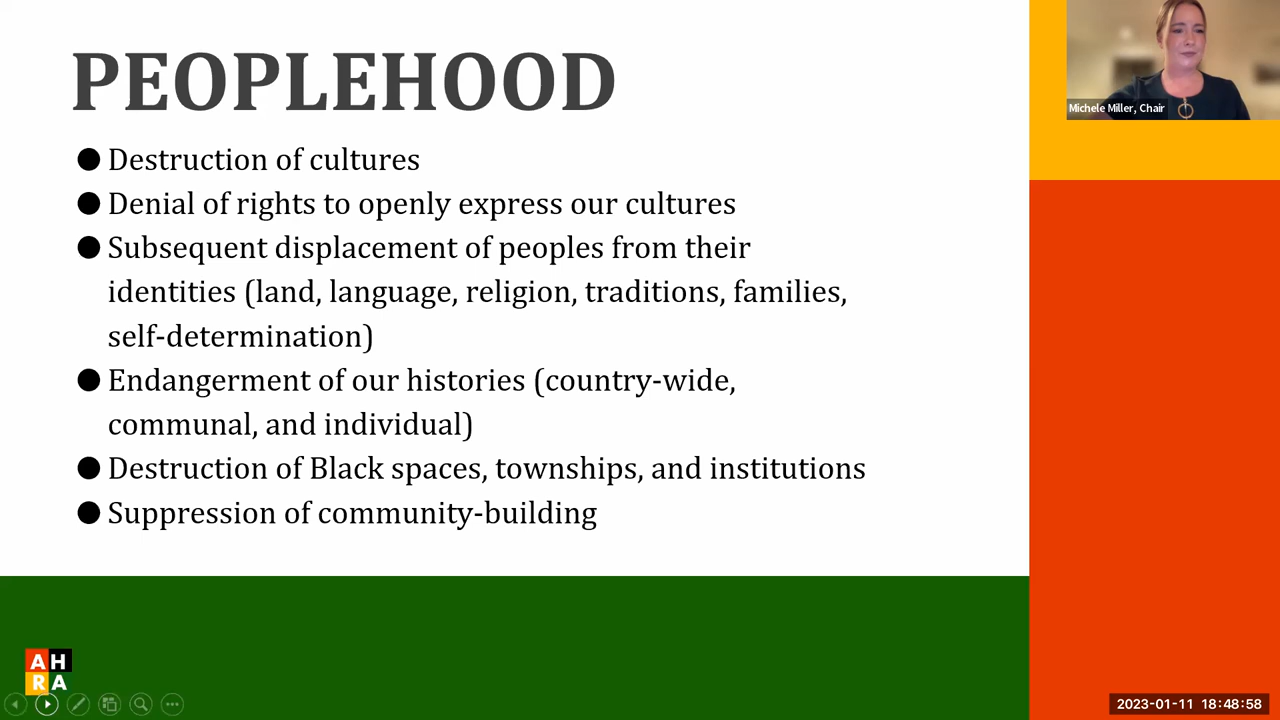 PEOPLEHOOD
Michele Miller, Chair
● Destruction of cultures
● Denial of rights to openly express our cultures
● Subsequent displacement of peoples from their
identities (land, language, religion, traditions, families,
self-determination)
● Endangerment of our histories (country-wide,
communal, and individual)
● Destruction of Black spaces, townships, and institutions
● Suppression of community-building
AH
RA
2023-01-11 18:48:58